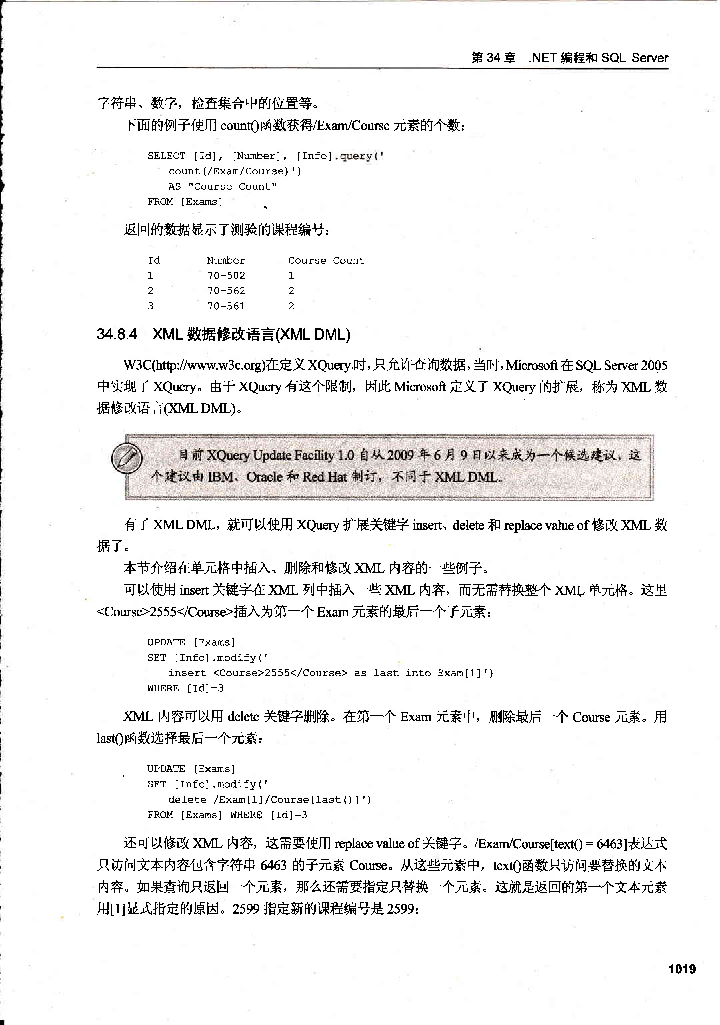 第34章 .NET 编程和 SQL Server
字符串、数字，检查集合中的位置等。
下面的例子使用 count()函数获得/Exam/Course 元素的个数：
SELECT [Id], [Number], [Info].query('
count(/Exam/Course)')
AS "Course Count"
FROM [Exams]
返回的数据显示了测验的课程编号：
Id Number Course Count
1 70-502 1
2 70-562 2
3 70-561 2
34.8.4 XML 数据修改语言(XML DML)
W3C(http://www.w3c.org)在定义 XQuery 时，只允许查询数据，当时，Microsoft 在 SQL Server 2005
中实现了 XQuery。由于 XQuery 有这个限制，因此 Microsoft 定义了 XQuery 的扩展，称为 XML 数
据修改语言(XML DML)。
目前 XQuery Update Facility 1.0 自从 2009 年 6 月 9 日以来成为一个候选建议，这
个建议由 IBM、Oracle 和 Red Hat 制订，不同于 XML DML。
有了 XML DML，就可以使用 XQuery 扩展关键字 insert、delete 和 replace value of 修改 XML 数
据了。
本节介绍在单元格中插入、删除和修改 XML 内容的一些例子。
可以使用 insert 关键字在 XML 列中插入一些 XML 内容，而无需替换整个 XML 单元格。这里
<Course>2555</Course>插入为第一个 Exam 元素的最后一个子元素：
UPDATE [Exams]
SET [Info].modify('
insert <Course>2555</Course> as last into Exam[1]')
WHERE [Id]=3
XML 内容可以用 delete 关键字删除。在第一个 Exam 元素中，删除最后一个 Course 元素。用
last()函数选择最后一个元素：
UPDATE [Exams]
SET [Info].modify('
delete /Exam[1]/Course[last()]')
FROM [Exams] WHERE [Id]=3
还可以修改 XML 内容，这需要使用 replace value of 关键字。/Exam/Course[text() = 6463]表达式
只访问文本内容包含字符串 6463 的子元素 Course。从这些元素中，text()函数只访问要替换的文本
内容。如果查询只返回一个元素，那么还需要指定只替换一个元素。这就是返回的第一个文本元素
用[1]显式指定的原因。2599 指定新的课程编号是 2599：
1019